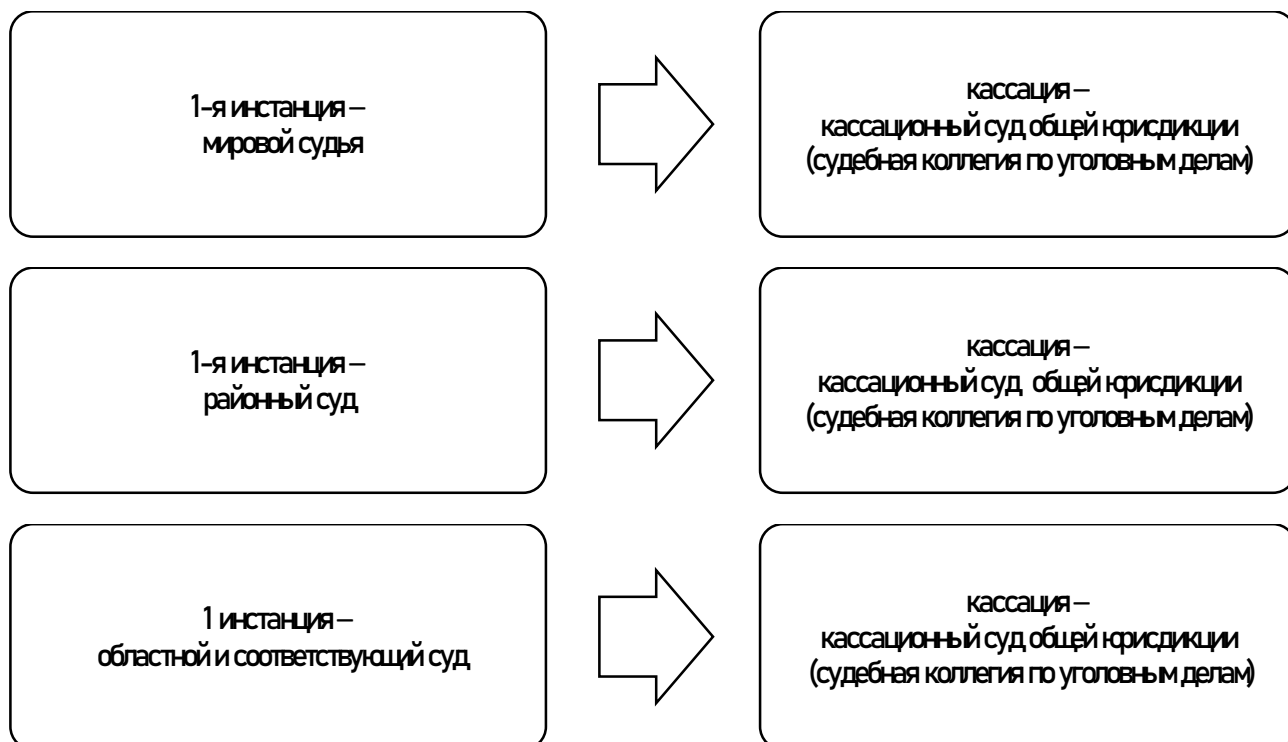 1-я инстанция –
мировой судья
кассация –
кассационный суд общей юрисдикции
(судебная коллегия по уголовным делам)
1-я инстанция –
районный суд
кассация –
кассационный суд общей юрисдикции
(судебная коллегия по уголовным делам)
1 инстанция –
областной и соответствующий суд
кассация –
кассационный суд общей юрисдикции
(судебная коллегия по уголовным делам)